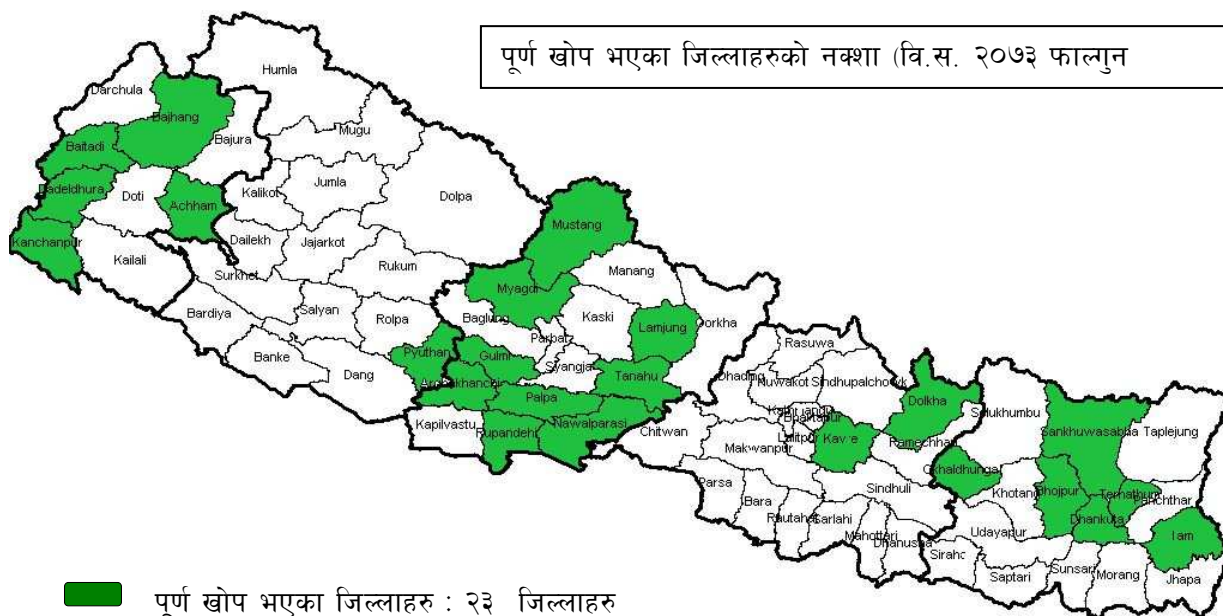 पूर्ण खोप भएका जिल्लाहरुको नक्शा (वि.स. २०७३ फाल्गुन
Humla
Darchula
Bajhang
Mugu
Bajura
Baitadi
Jumla
Dadeldhura
Doti
Achham
Kalikot
Dolpa
Mustang
Kanchanpur
Dailekh
Jajarkot
Kailali
Surkhet
Rukum
Manang
Myagdi
Bardiya
Salyan
Rolpa
Baglung
Kaski
Lamjung
Gorkha
Parbat
Rasuwa
Banke
Dang
Pyuthan
Gulmi
Syangja
Tanahu
Dhading
Nuwakot
Sindhupalchowk
Arghakhanchi
Palpa
Dolkha
Kathmandu
Bhaktapur
Solukhumbu
Sankhuwasabha
Taplejung
Kapilvastu
Rupandehi
Nawalparasi
Chitwan
Lalitpur
Kavre
Ramechhap
Makwanpur
Okhaldhunga
Parsa
Bara
Sindhuli
Khotang
Bhojpur
Terhathum
Panchthar
Rautahat
Sarlahi
Dhankuta
Udayapur
Ilam
Mahottari
Dhanusha
Siraha
Saptari
Sunsari
Morang
Jhapa
पूर्ण खोप भएका जिल्लाहरु : २३ जिल्लाहरु